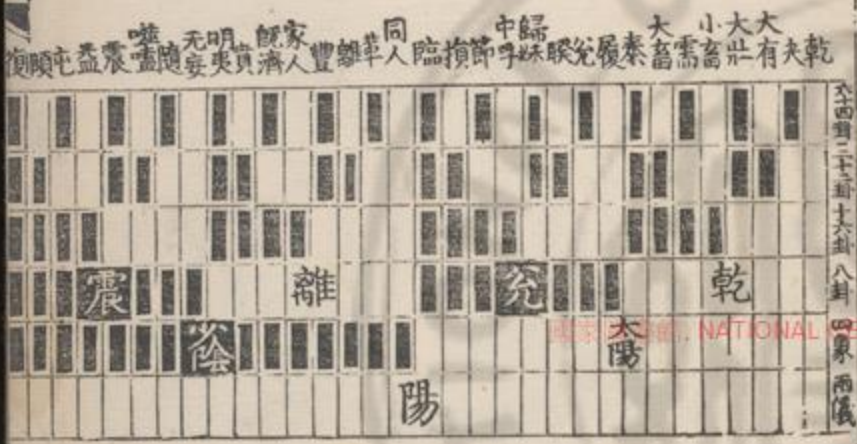 乾
夬
大有
大壯
小畜
需
大畜
泰
履
兌
睽
歸妹
中孚
節
損
臨
同人
革
離
豐
家人
既濟
賁
明夷
无妄
隨
噬嗑
震
益
屯
頤
復
六十四卦
三十二卦
十六卦
八卦
四象
兩儀
乾
兌
離
震
太陽
少陰
陽
NATIONAL